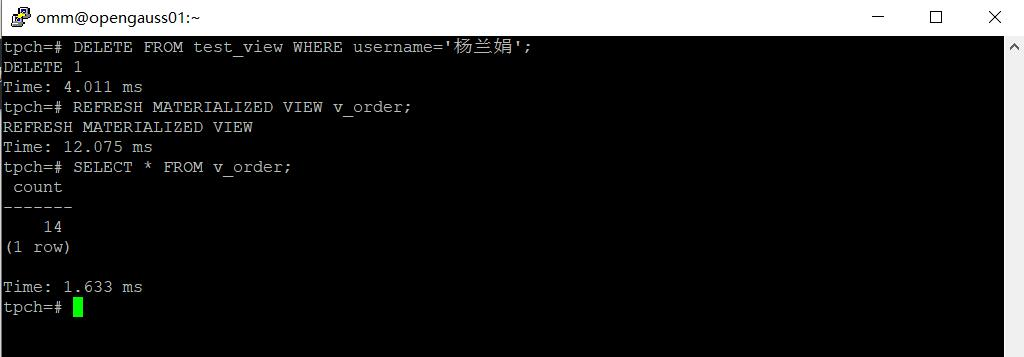 omm@opengauss01:~
tpch=# DELETE FROM test_view WHERE username='杨兰娟';
DELETE 1
Time: 4.011 ms
tpch=# REFRESH MATERIALIZED VIEW v_order;
REFRESH MATERIALIZED VIEW
Time: 12.075 ms
tpch=# SELECT * FROM v_order;
count
-------
14
(1 row)
Time: 1.633 ms
tpch=#